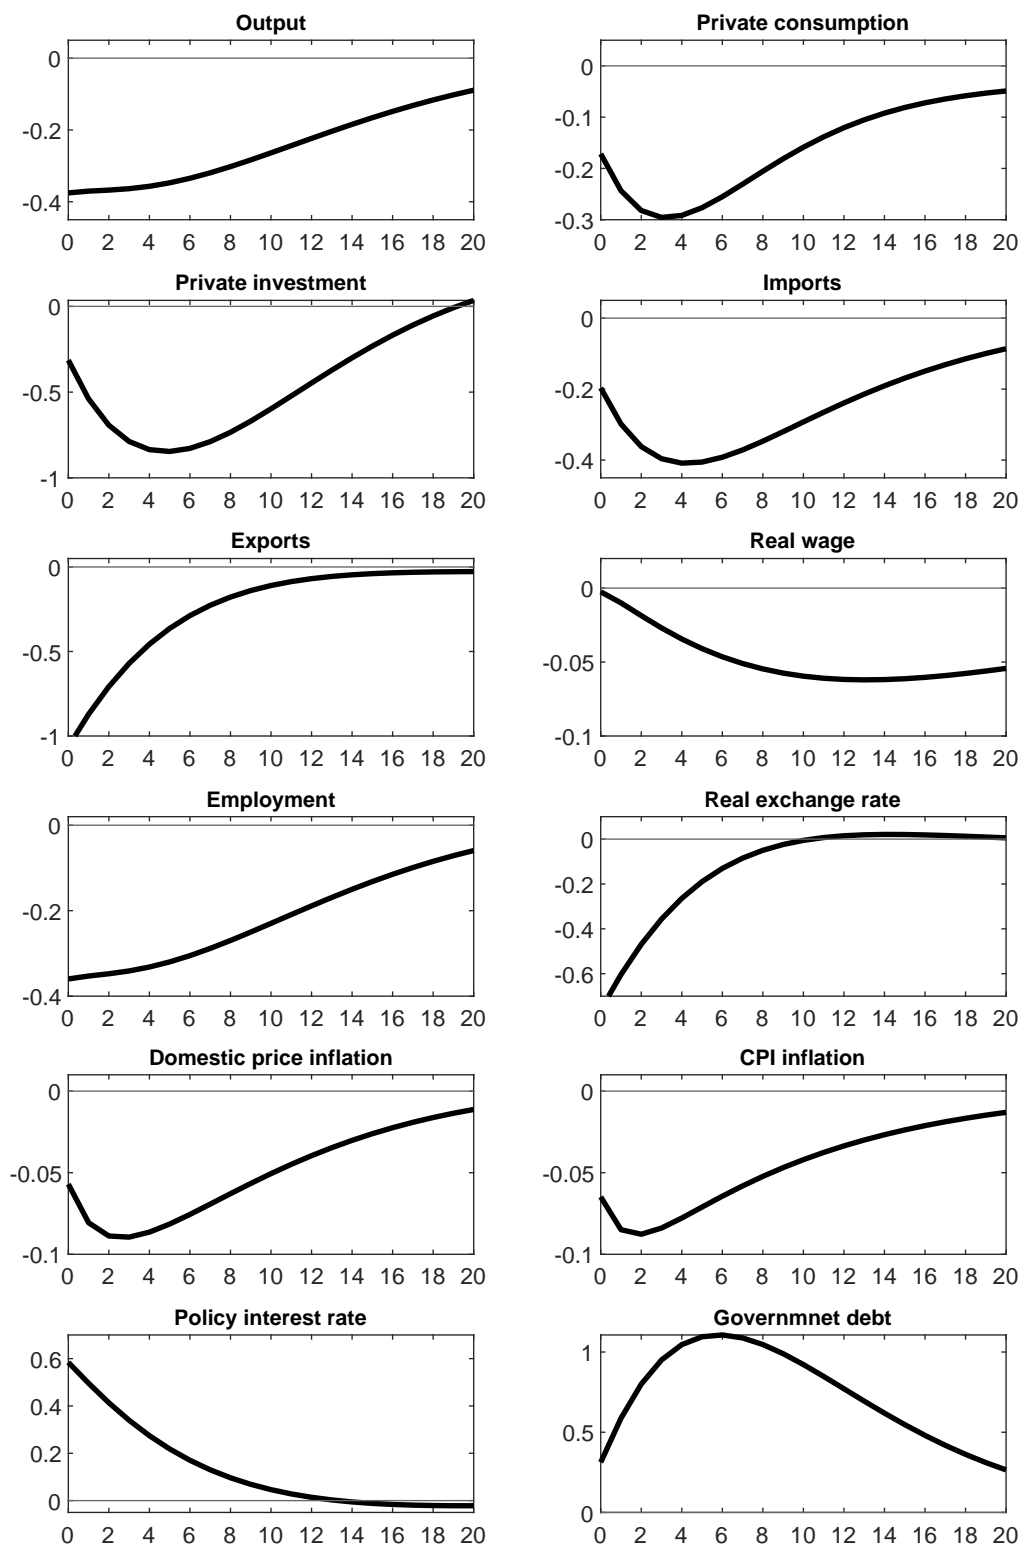 Output
0
-0.2
-0.4
0 2 4 6 8 10 12 14 16 18 20
Private consumption
0
-0.1
-0.2
-0.3
0 2 4 6 8 10 12 14 16 18 20
Private investment
0
-0.5
-1
0 2 4 6 8 10 12 14 16 18 20
Imports
0
-0.2
-0.4
0 2 4 6 8 10 12 14 16 18 20
Exports
0
-0.5
-1
0 2 4 6 8 10 12 14 16 18 20
Real wage
0
-0.05
-0.1
0 2 4 6 8 10 12 14 16 18 20
Employment
0
-0.2
-0.4
0 2 4 6 8 10 12 14 16 18 20
Real exchange rate
0
-0.2
-0.4
-0.6
0 2 4 6 8 10 12 14 16 18 20
Domestic price inflation
0
-0.05
-0.1
0 2 4 6 8 10 12 14 16 18 20
CPI inflation
0
-0.05
-0.1
0 2 4 6 8 10 12 14 16 18 20
Policy interest rate
0.6
0.4
0.2
0
0 2 4 6 8 10 12 14 16 18 20
Governmnet debt
1
0.5
0
0 2 4 6 8 10 12 14 16 18 20